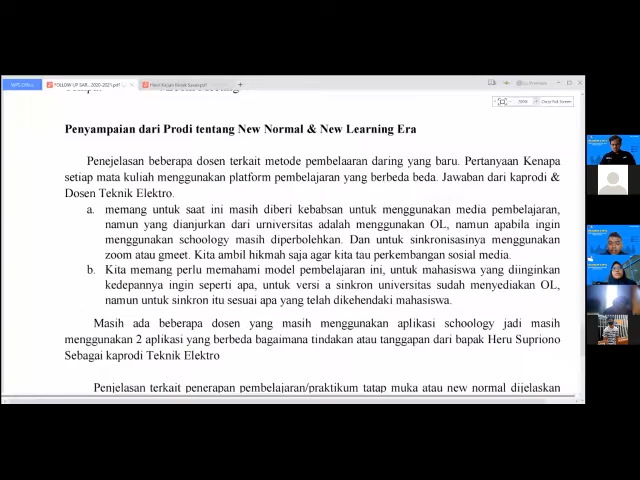 FOLLOW UP SAR...2020-2021.pdf
Penyampaian dari Prodi tentang New Normal & New Learning Era
Penejelasan beberapa dosen terkait metode pembelaaran daring yang baru. Pertanyaan Kenapa
setiap mata kuliah menggunakan platform pembelajaran yang berbeda beda. Jawaban dari kaprodi &
Dosen Teknik Elektro.
a. memang untuk saat ini masih diberi kebabsan untuk menggunakan media pembelajaran,
namun yang dianjurkan dari urniversitas adalah menggunakan OL, namun apabila ingin
menggunakan schoology masih diperbolehkan. Dan untuk sinkronisasinya menggunakan
zoom atau gmeet. Kita ambil hikmah saja agar kita tau perkembangan sosial media.
b. Kita memang perlu memahami model pembelajaran ini, untuk mahasiswa yang diinginkan
kedepannya ingin seperti apa, untuk versi a sinkron universitas sudah menyediakan OL,
namun untuk sinkron itu sesuai apa yang telah dikehendaki mahasiswa.
Masih ada beberapa dosen yang masih menggunakan aplikasi schoology jadi masih
menggunakan 2 aplikasi yang berbeda bagaimana tindakan atau tanggapan dari bapak Heru Supriono
Sebagai kaprodi Teknik Elektro
Penjelasan terkait penerapan pembelajaran/praktikum tatap muka atau new normal dijelaskan